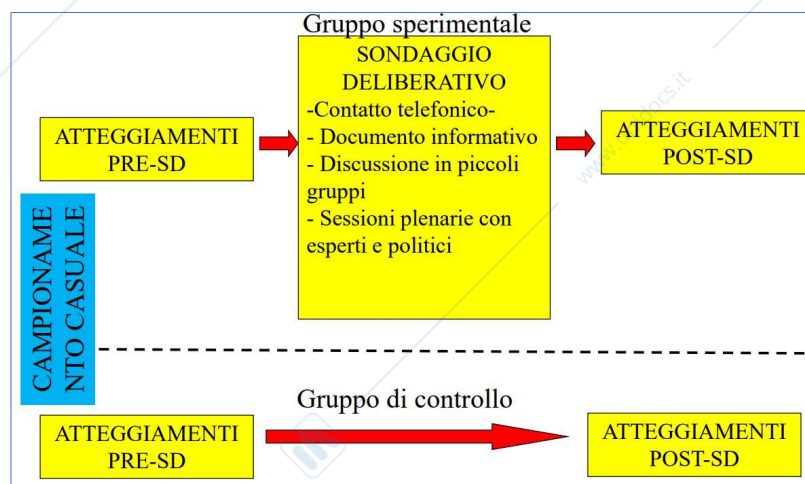 Gruppo sperimentale
SONDAGGIO
DELIBERATIVO
-Contatto telefonico-
- Documento informativo
- Discussione in piccoli
gruppi
- Sessioni plenarie con
esperti e politici
ATTEGGIAMENTI
PRE-SD
ATTEGGIAMENTI
POST-SD
CAMPIONAME
NTO CASUALE
Gruppo di controllo
ATTEGGIAMENTI
PRE-SD
ATTEGGIAMENTI
POST-SD